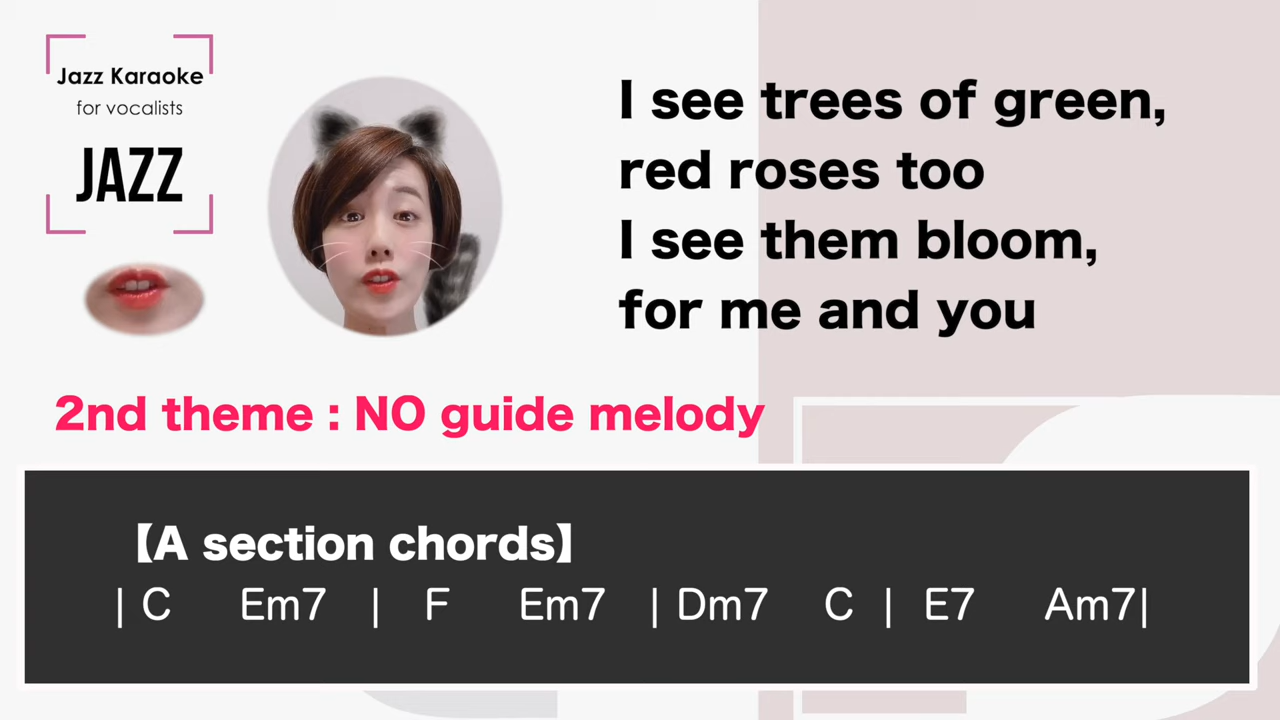 Jazz Karaoke
for vocalists
JAZZ
I see trees of green,
red roses too
I see them bloom,
for me and you
2nd theme : NO guide melody
【A section chords】
| C Em7 | F Em7 | Dm7 C | E7 Am7|